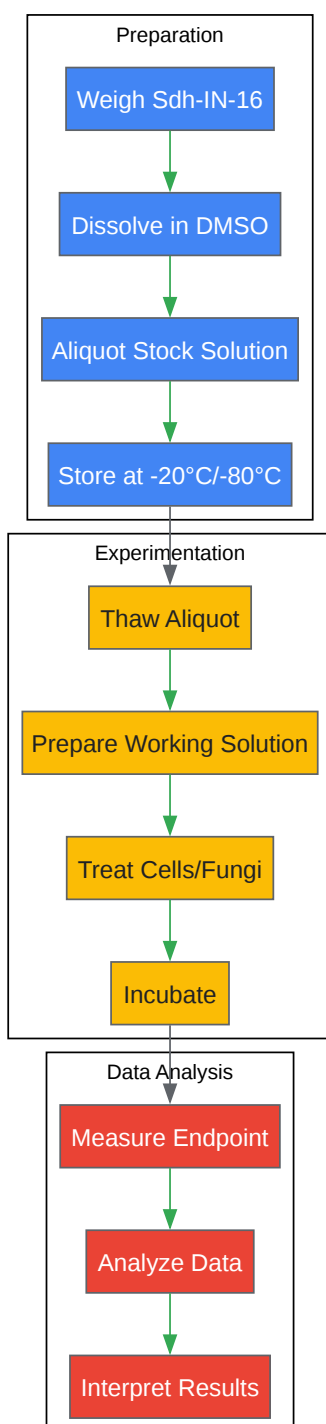 Preparation
Weigh Sdh-IN-16
Dissolve in DMSO
Aliquot Stock Solution
Store at -20°C/-80°C
Experimentation
Thaw Aliquot
Prepare Working Solution
Treat Cells/Fungi
Incubate
Data Analysis
Measure Endpoint
Analyze Data
Interpret Results